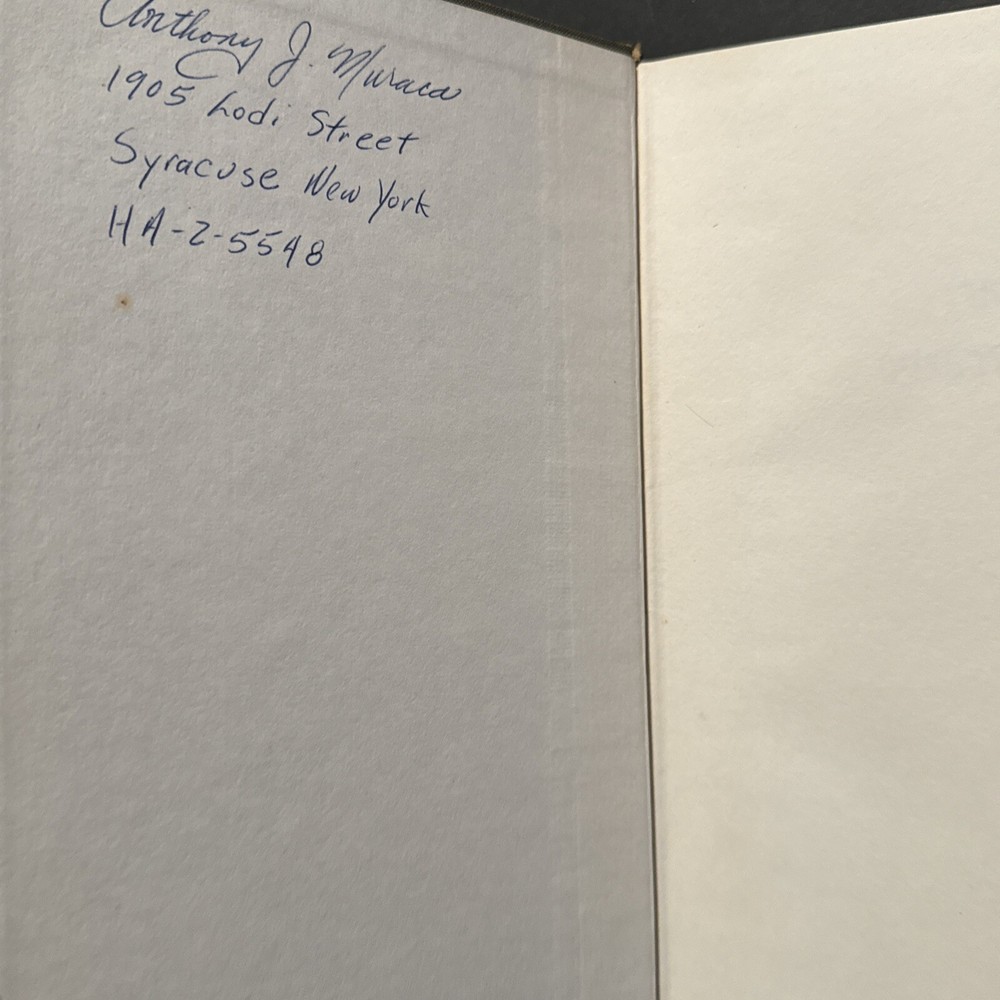 Anthony J. Muraca
1905 Lodi Street
Syracuse New York
HA-2-5548